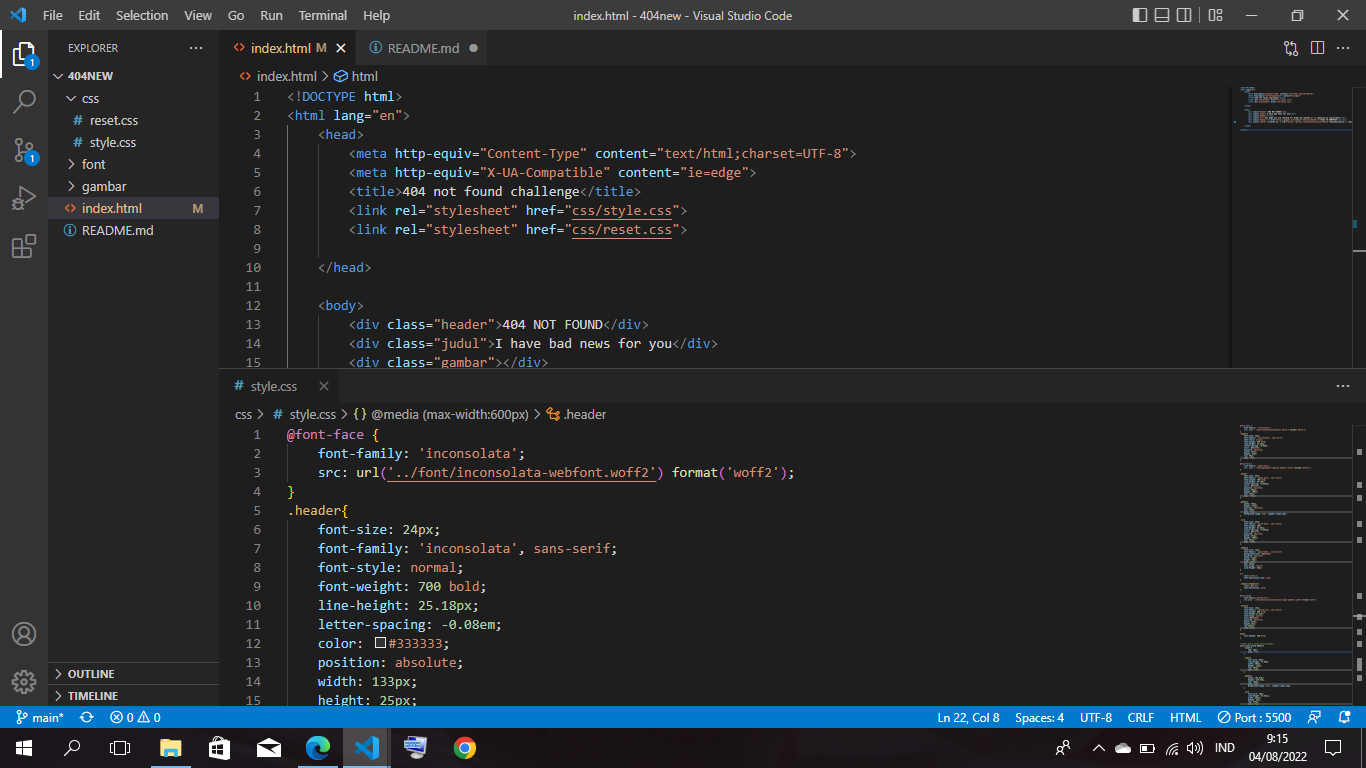 File Edit Selection View Go Run Terminal Help index.html - 404new - Visual Studio Code
EXPLORER
404NEW
css
# reset.css
# style.css
font
gambar
index.html M
README.md
OUTLINE
TIMELINE
1
1
index.html M
README.md
index.html > html
1 <!DOCTYPE html>
2 <html lang="en">
3 <head>
4 <meta http-equiv="Content-Type" content="text/html;charset=UTF-8">
5 <meta http-equiv="X-UA-Compatible" content="ie=edge">
6 <title>404 not found challenge</title>
7 <link rel="stylesheet" href="css/style.css">
8 <link rel="stylesheet" href="css/reset.css">
9
10 </head>
11
12 <body>
13 <div class="header">404 NOT FOUND</div>
14 <div class="judul">I have bad news for you</div>
15 <div class="gambar"></div>
# style.css
css > # style.css > {} @media (max-width:600px) > .header
1 @font-face {
2 font-family: 'inconsolata';
3 src: url('../font/inconsolata-webfont.woff2') format('woff2');
4 }
5 .header{
6 font-size: 24px;
7 font-family: 'inconsolata', sans-serif;
8 font-style: normal;
9 font-weight: 700 bold;
10 line-height: 25.18px;
11 letter-spacing: -0.08em;
12 color: #333333;
13 position: absolute;
14 width: 133px;
15 height: 25px;
main* 0 0 Ln 22, Col 8 Spaces: 4 UTF-8 CRLF HTML Port : 5500
IND
9:15
04/08/2022